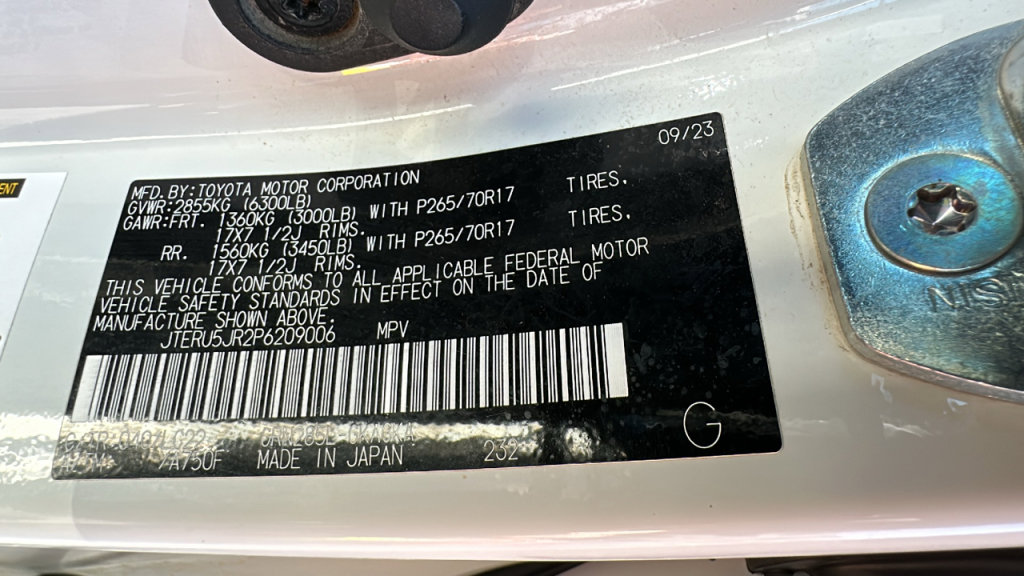 ENT
09/23
MFD. BY: TOYOTA MOTOR CORPORATION
GVWR: 2855KG (6300LB)
GAWR: FRT. 1360KG (3000LB) WITH P265/70R17 TIRES.
17X7 1/2J RIMS.
RR. 1560KG (3450LB) WITH P265/70R17 TIRES.
17X7 1/2J RIMS.
THIS VEHICLE CONFORMS TO ALL APPLICABLE FEDERAL MOTOR
VEHICLE SAFETY STANDARDS IN EFFECT ON THE DATE OF
MANUFACTURE SHOWN ABOVE.
JTERU5JR2P6209006 MPV
/A750F MADE IN JAPAN 232
G